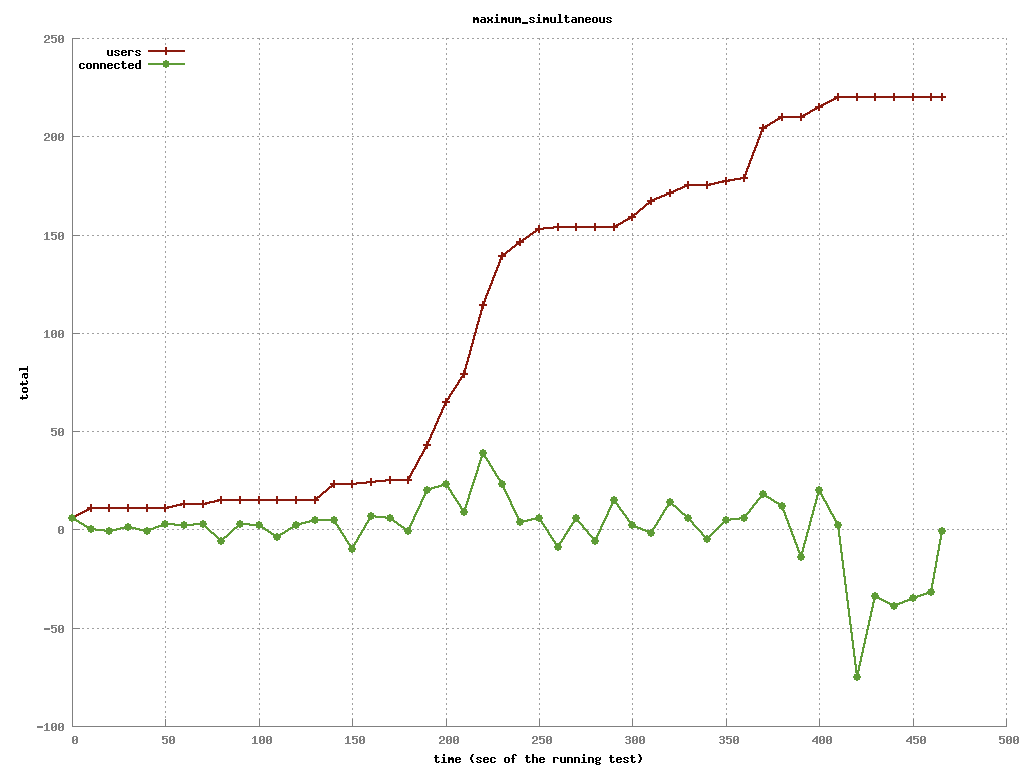 maximum_simultaneous
250
users
connected
200
150
100
total
50
0
-50
-100
0 50 100 150 200 250 300 350 400 450 500
time (sec of the running test)